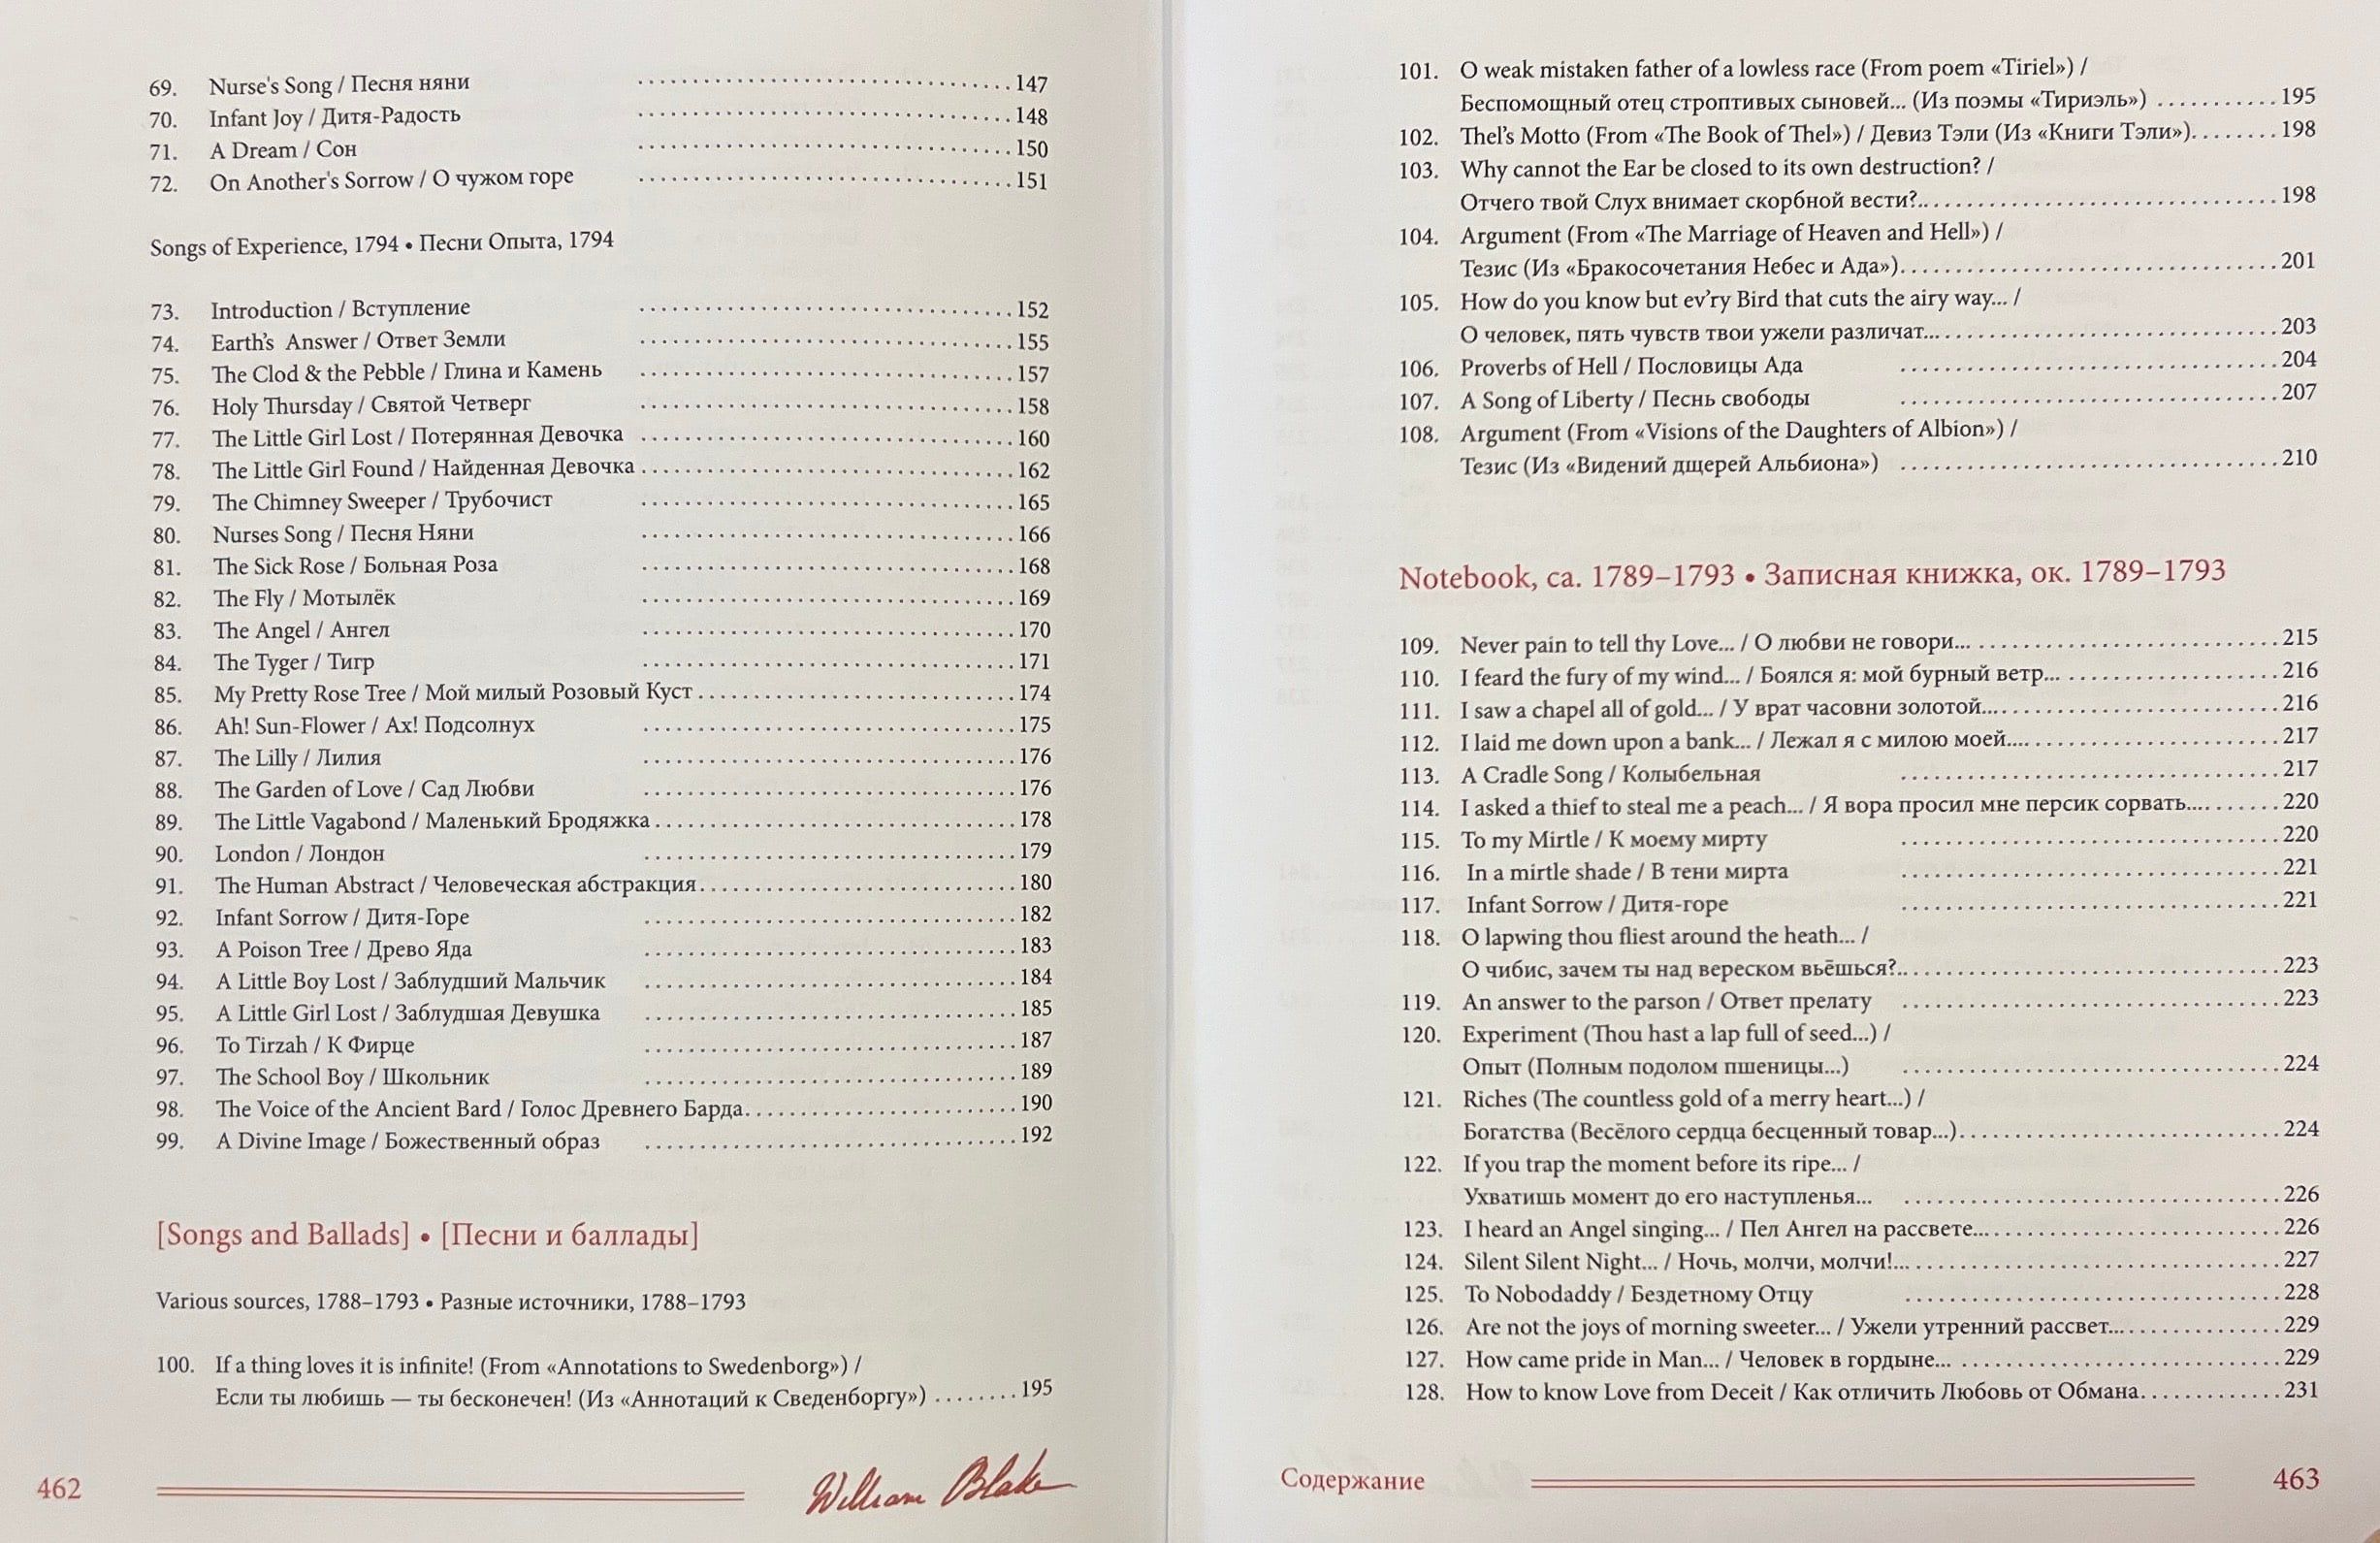 69. Nurse's Song / Песня няни ........ 147
70. Infant Joy / Дитя-Радость ........ 148
71. A Dream / Сон ........ 150
72. On Another's Sorrow / О чужом горе ........ 151
Songs of Experience, 1794 • Песни Опыта, 1794
73. Introduction / Вступление ........ 152
74. Earth's Answer / Ответ Земли ........ 155
75. The Clod & the Pebble / Глина и Камень ........ 157
76. Holy Thursday / Святой Четверг ........ 158
77. The Little Girl Lost / Потерянная Девочка ........ 160
78. The Little Girl Found / Найденная Девочка ........ 162
79. The Chimney Sweeper / Трубочист ........ 165
80. Nurses Song / Песня Няни ........ 166
81. The Sick Rose / Больная Роза ........ 168
82. The Fly / Мотылёк ........ 169
83. The Angel / Ангел ........ 170
84. The Tyger / Тигр ........ 171
85. My Pretty Rose Tree / Мой милый Розовый Куст ........ 174
86. Ah! Sun-Flower / Ах! Подсолнух ........ 175
87. The Lilly / Лилия ........ 176
88. The Garden of Love / Сад Любви ........ 176
89. The Little Vagabond / Маленький Бродяжка ........ 178
90. London / Лондон ........ 179
91. The Human Abstract / Человеческая абстракция ........ 180
92. Infant Sorrow / Дитя-Горе ........ 182
93. A Poison Tree / Древо Яда ........ 183
94. A Little Boy Lost / Заблудший Мальчик ........ 184
95. A Little Girl Lost / Заблудшая Девушка ........ 185
96. To Tirzah / К Фирце ........ 187
97. The School Boy / Школьник ........ 189
98. The Voice of the Ancient Bard / Голос Древнего Барда ........ 190
99. A Divine Image / Божественный образ ........ 192
[Songs and Ballads] • [Песни и баллады]
Various sources, 1788–1793 • Разные источники, 1788–1793
100. If a thing loves it is infinite! (From «Annotations to Swedenborg») /
Если ты любишь — ты бесконечен! (Из «Аннотаций к Сведенборгу») ........ 195
462
William Blake
101. O weak mistaken father of a lowless race (From poem «Tiriel») /
Беспомощный отец строптивых сыновей... (Из поэмы «Тириэль») ........ 195
102. Thel's Motto (From «The Book of Thel») / Девиз Тэли (Из «Книги Тэли») ........ 198
103. Why cannot the Ear be closed to its own destruction? /
Отчего твой Слух внимает скорбной вести?.. ........ 198
104. Argument (From «The Marriage of Heaven and Hell») /
Тезис (Из «Бракосочетания Небес и Ада») ........ 201
105. How do you know but ev'ry Bird that cuts the airy way... /
О человек, пять чувств твои ужели различат... ........ 203
106. Proverbs of Hell / Пословицы Ада ........ 204
107. A Song of Liberty / Песнь свободы ........ 207
108. Argument (From «Visions of the Daughters of Albion») /
Тезис (Из «Видений дщерей Альбиона») ........ 210
Notebook, ca. 1789–1793 • Записная книжка, ок. 1789–1793
109. Never pain to tell thy Love... / О любви не говори... ........ 215
110. I feard the fury of my wind... / Боялся я: мой бурный ветр... ........ 216
111. I saw a chapel all of gold... / У врат часовни золотой... ........ 216
112. I laid me down upon a bank... / Лежал я с милою моей... ........ 217
113. A Cradle Song / Колыбельная ........ 217
114. I asked a thief to steal me a peach... / Я вора просил мне персик сорвать... ........ 220
115. To my Mirtle / К моему мирту ........ 220
116. In a mirtle shade / В тени мирта ........ 221
117. Infant Sorrow / Дитя-горе ........ 221
118. O lapwing thou fliest around the heath... /
О чибис, зачем ты над вереском вьёшься?.. ........ 223
119. An answer to the parson / Ответ прелату ........ 223
120. Experiment (Thou hast a lap full of seed...) /
Опыт (Полным подолом пшеницы...) ........ 224
121. Riches (The countless gold of a merry heart...) /
Богатства (Весёлого сердца бесценный товар...) ........ 224
122. If you trap the moment before its ripe... /
Ухватишь момент до его наступленья... ........ 226
123. I heard an Angel singing... / Пел Ангел на рассвете... ........ 226
124. Silent Silent Night... / Ночь, молчи, молчи!.. ........ 227
125. To Nobodaddy / Бездетному Отцу ........ 228
126. Are not the joys of morning sweeter... / Ужели утренний рассвет... ........ 229
127. How came pride in Man... / Человек в гордыне... ........ 229
128. How to know Love from Deceit / Как отличить Любовь от Обмана ........ 231
Содержание
463